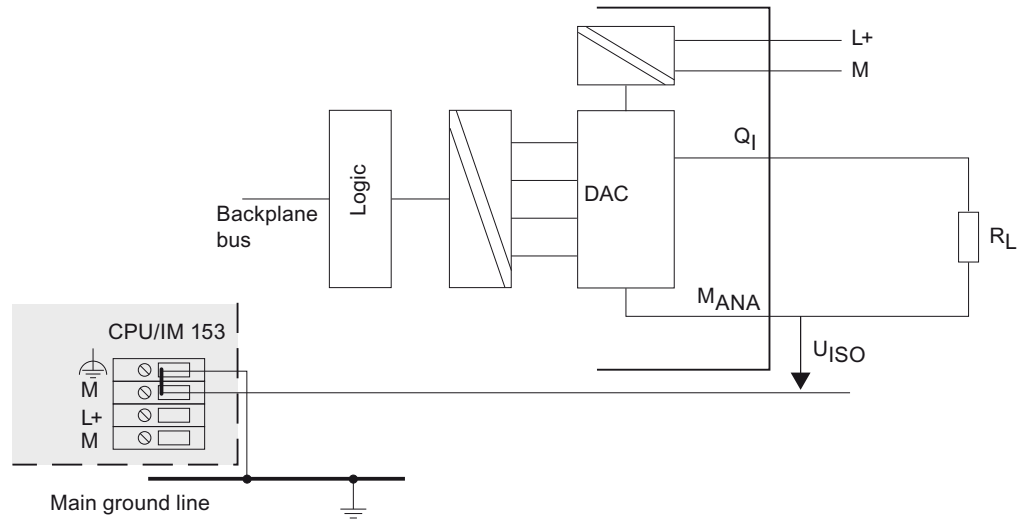 L+
M
Q_I
Logic
DAC
Backplane
bus
R_L
M_ANA
CPU/IM 153
U_ISO
M
L+
M
Main ground line